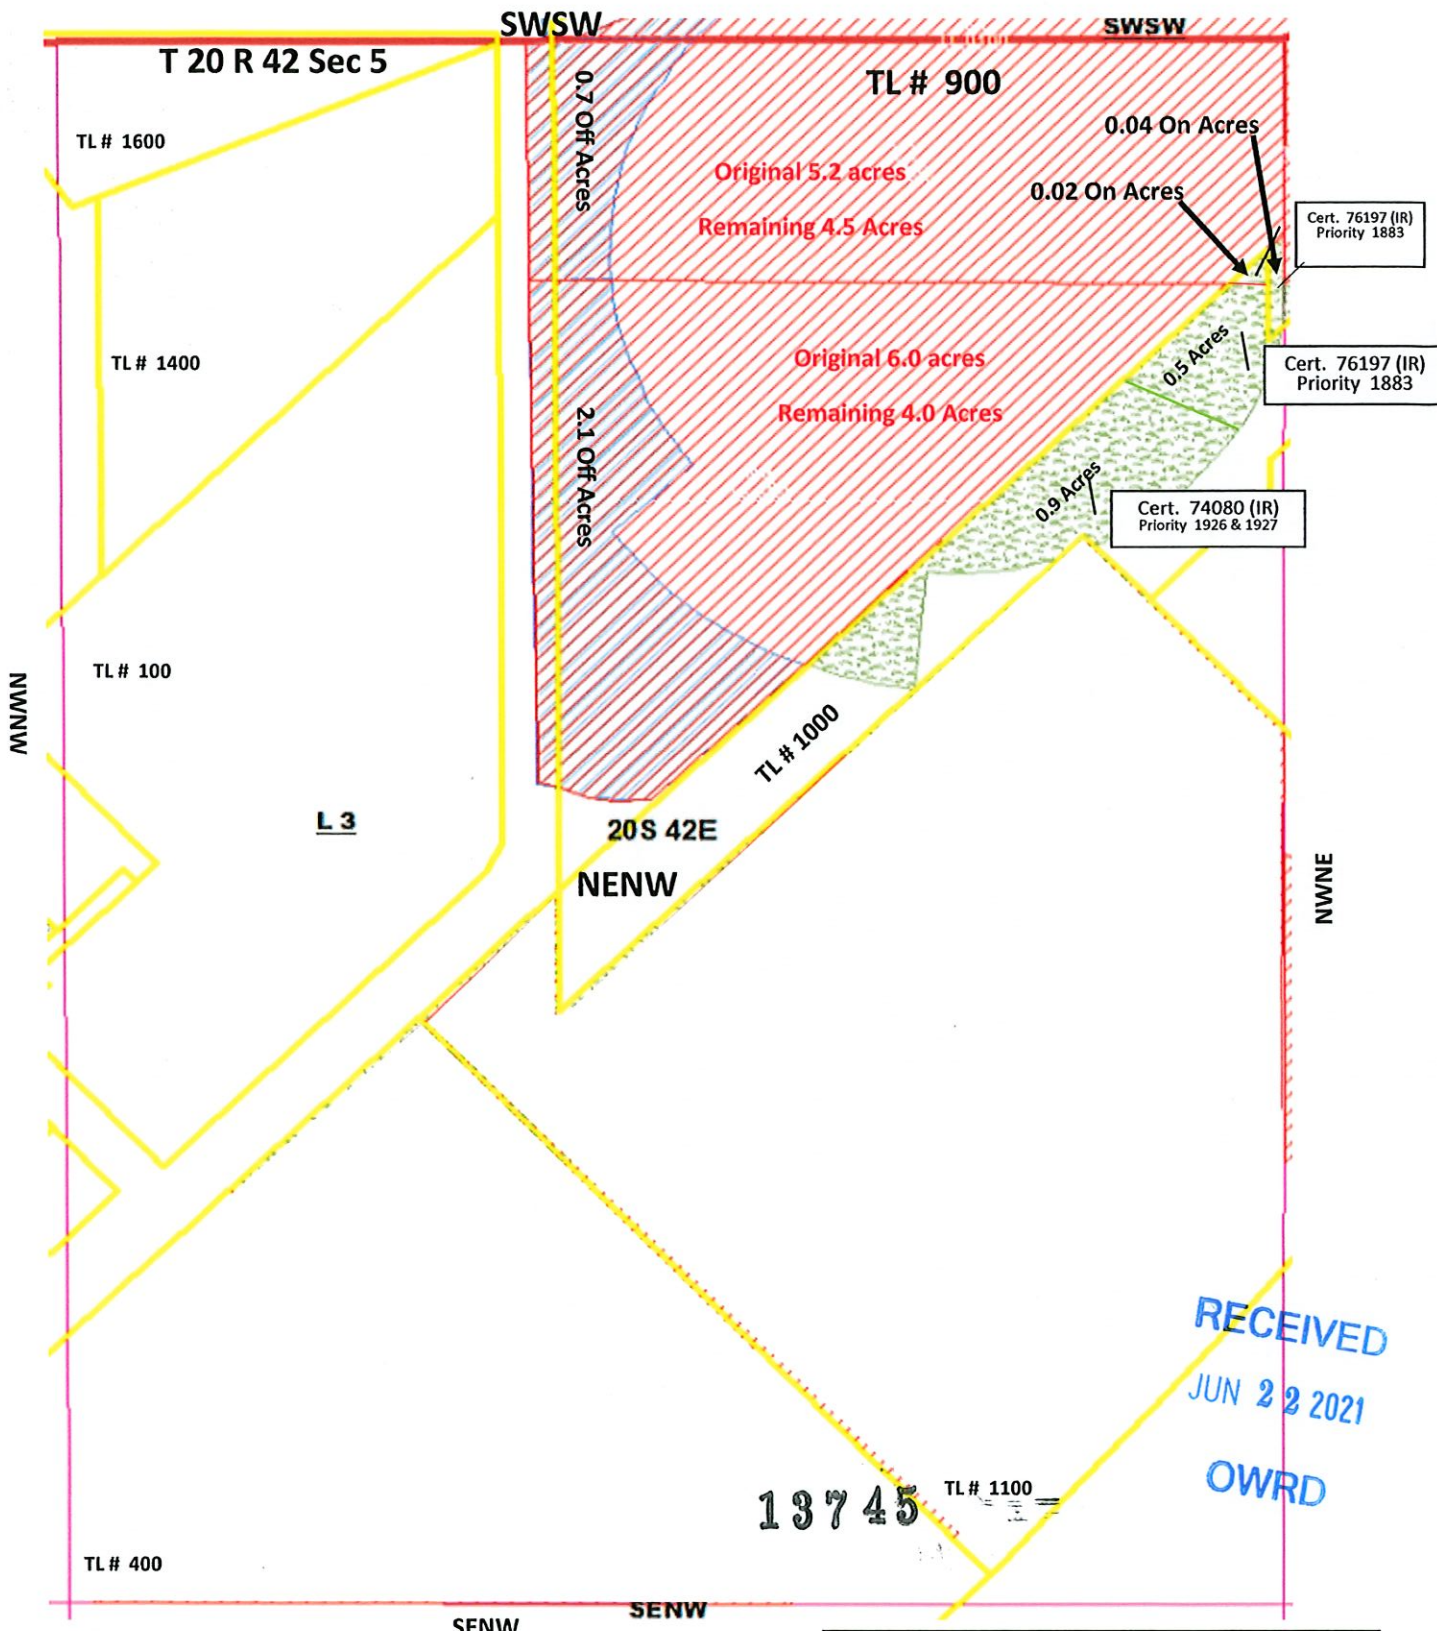 SWSW
SWSW
T 20 R 42 Sec 5
TL # 900
TL # 1600
0.7 Off Acres
0.04 On Acres
Original 5.2 acres
0.02 On Acres
Remaining 4.5 Acres
Cert. 76197 (IR)
Priority 1883
TL # 1400
Original 6.0 acres
0.5 Acres
Cert. 76197 (IR)
Priority 1883
Remaining 4.0 Acres
2.1 Off Acres
0.9 Acres
Cert. 74080 (IR)
Priority 1926 & 1927
TL # 100
NWNW
TL # 1000
L 3
20S 42E
NENW
NWNE
RECEIVED
JUN 22 2021
OWRD
13745
TL # 1100
TL # 400
SENW
SENW